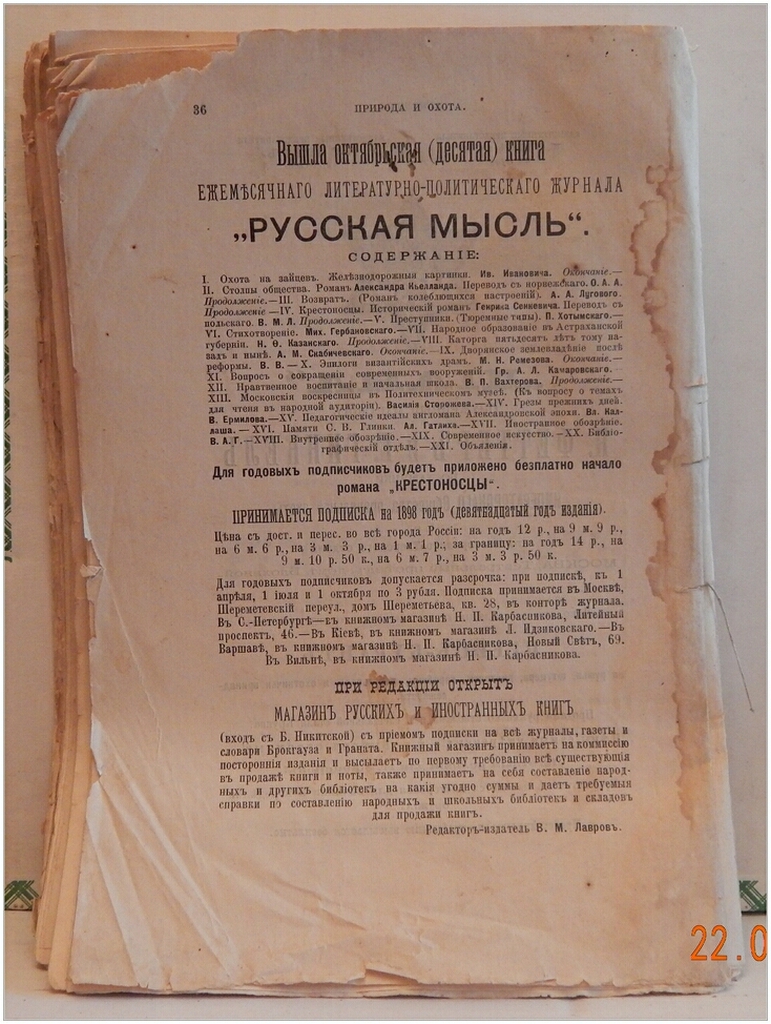 36 ПРИРОДА И ОХОТА.
Вышла октябрьская (десятая) книга
ЕЖЕМѢСЯЧНАГО ЛИТЕРАТУРНО-ПОЛИТИЧЕСКАГО ЖУРНАЛА
„РУССКАЯ МЫСЛЬ“.
СОДЕРЖАНІЕ:
I. Охота на зайцевъ. Желѣзнодорожныя картинки. Ив. Ивановича. Окончаніе.—
II. Столпы общества. Романъ Александра Кьелланда. Переводъ съ норвежскаго. О. А. А.
Продолженіе.—III. Возвратъ. (Романъ колеблющихся настроеній). А. А. Лугового.
Продолженіе—IV. Крестоносцы. Историческій романъ Генрика Сенкевича. Переводъ съ
польскаго. В. М. Л. Продолженіе.—V. Преступники. (Тюремные типы). П. Хотымскаго.—
VI. Стихотвореніе. Мих. Гербановскаго.—VII. Народное образованіе въ Астраханской
губерніи. Н. Ѳ. Казанскаго. Продолженіе.—VIII. Каторга пятьдесятъ лѣтъ тому на-
задъ и нынѣ. А. М. Скабичевскаго. Окончаніе.—IX. Дворянское землевладѣніе послѣ
реформы. В. В.—X. Эпилоги византійскихъ драмъ. М. Н. Ремезова. Окончаніе.—
XI. Вопросъ о сокращеніи современныхъ вооруженій. Гр. А. Л. Качаровскаго.—
XII. Нравственное воспитаніе и начальная школа. В. П. Вахтерова. Продолженіе.—
XIII. Московскія воскресницы въ Политехническомъ музеѣ. (Къ вопросу о темахъ
для чтенія въ народной аудиторіи). Василія Сторожева.—XIV. Грезы прежнихъ дней.
В. Ермилова.—XV. Педагогическіе идеалы англомана Александровской эпохи. Вл. Кал-
лаша.—XVI. Памяти С. В. Глинки. Ал. Гатлиха.—XVII. Иностранное обозрѣніе.
В. А. Г.—XVIII. Внутреннее обозрѣніе.—XIX. Современное искусство.—XX. Библіо-
графическій отдѣлъ.—XXI. Объявленія.
Для годовыхъ подписчиковъ будетъ приложено безплатно начало
романа „КРЕСТОНОСЦЫ“.
ПРИНИМАЕТСЯ ПОДПИСКА на 1898 годъ (девятнадцатый годъ изданія).
Цѣна съ дост. и перес. во всѣ города Россіи: на годъ 12 р., на 9 м. 9 р.,
на 6 м. 6 р., на 3 м. 3 р., на 1 м. 1 р.; за границу: на годъ 14 р., на
9 м. 10 р. 50 к., на 6 м. 7 р., на 3 м. 3 р. 50 к.
Для годовыхъ подписчиковъ допускается разсрочка: при подпискѣ, къ 1
апрѣля, 1 іюля и 1 октября по 3 рубля. Подписка принимается въ Москвѣ,
Шереметевскій переул., домъ Шереметьева, кв. 28, въ конторѣ журнала.
Въ С.-Петербургѣ—въ книжномъ магазинѣ Н. П. Карбасникова, Литейный
проспектъ, 46.—Въ Кіевѣ, въ книжномъ магазинѣ Л. Идзиковскаго.—Въ
Варшавѣ, въ книжномъ магазинѣ Н. П. Карбасникова, Новый Свѣтъ, 69.
Въ Вильнѣ, въ книжномъ магазинѣ Н. П. Карбасникова.
ПРИ РЕДАКЦІИ ОТКРЫТЪ
МАГАЗИНЪ РУССКИХЪ и ИНОСТРАННЫХЪ КНИГЪ
(входъ съ Б. Никитской) съ пріемомъ подписки на всѣ журналы, газеты и
словари Брокгауза и Граната. Книжный магазинъ принимаетъ на коммиссію
постороннія изданія и высылаетъ по первому требованію всѣ существующія
въ продажѣ книги и ноты, также принимаетъ на себя составленіе народ-
ныхъ и другихъ библіотекъ на какія угодно суммы и даетъ требуемыя
справки по составленію народныхъ и школьныхъ библіотекъ и складовъ
для продажи книгъ.
Редакторъ-издатель В. М. Лавровъ.
22.0